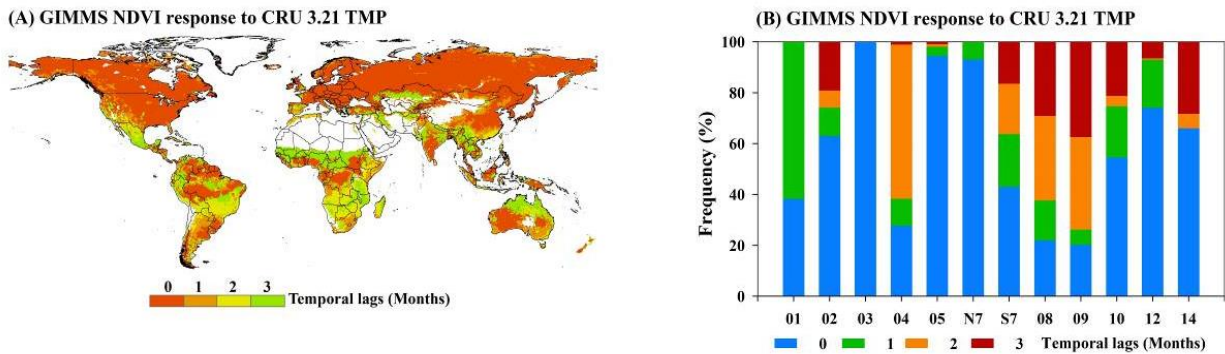 (A) GIMMS NDVI response to CRU 3.21 TMP
0 1 2 3
Temporal lags (Months)
(B) GIMMS NDVI response to CRU 3.21 TMP
Frequency (%)
100
80
60
40
20
0
01 02 03 04 05 N7 S7 08 09 10 12 14
0 1 2 3 Temporal lags (Months)